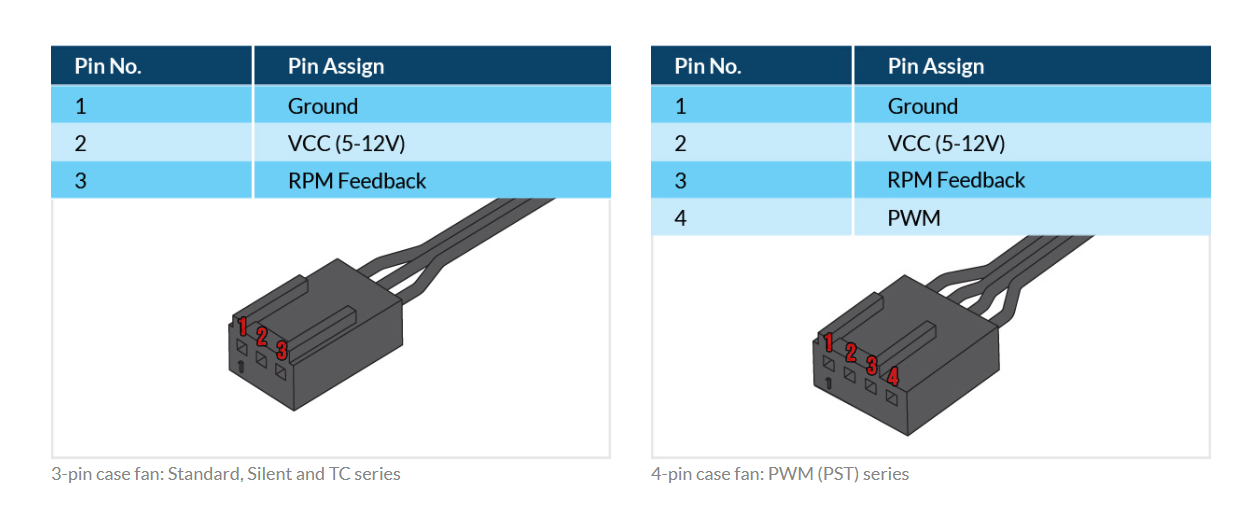 Pin No. Pin Assign
1 Ground
2 VCC (5-12V)
3 RPM Feedback
1 2 3
1
3-pin case fan: Standard, Silent and TC series
Pin No. Pin Assign
1 Ground
2 VCC (5-12V)
3 RPM Feedback
4 PWM
1 2 3 4
1
4-pin case fan: PWM (PST) series